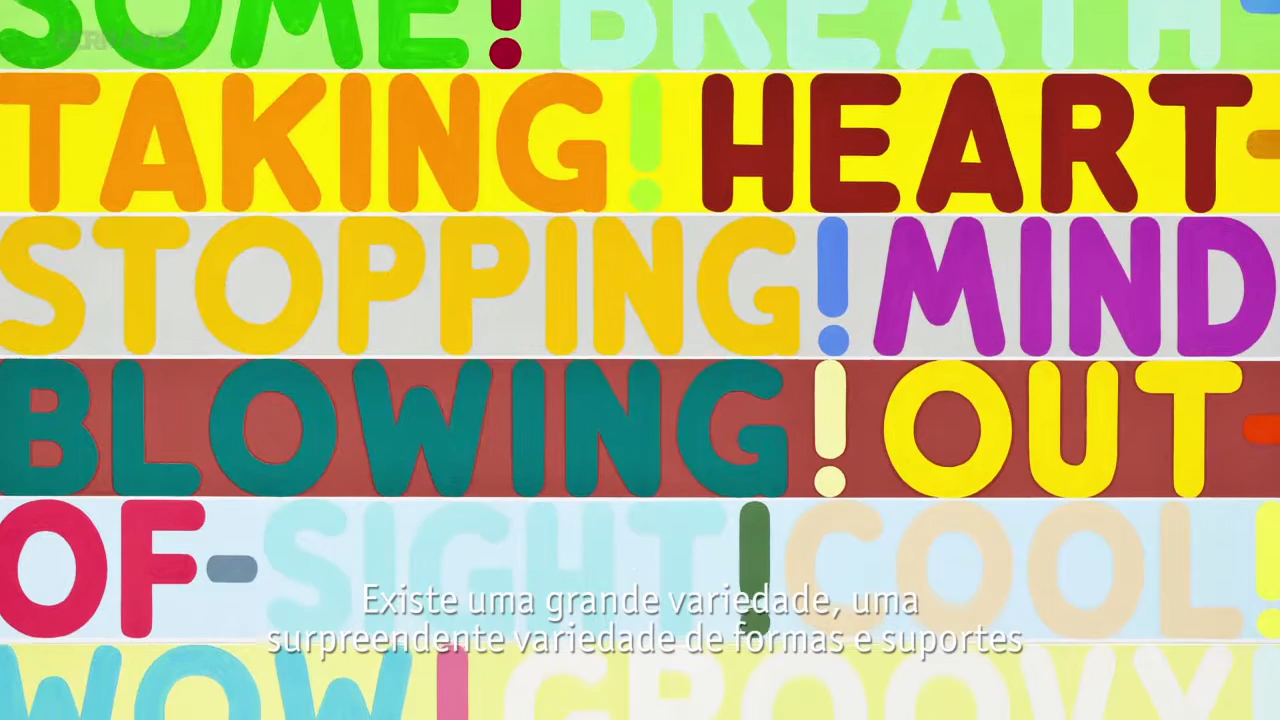 SOME! BREATH-
TAKING! HEART-
STOPPING! MIND
BLOWING! OUT-
OF-SIGHT! COOL!
WOW! GROOVY!
Existe uma grande variedade, uma
surpreendente variedade de formas e suportes